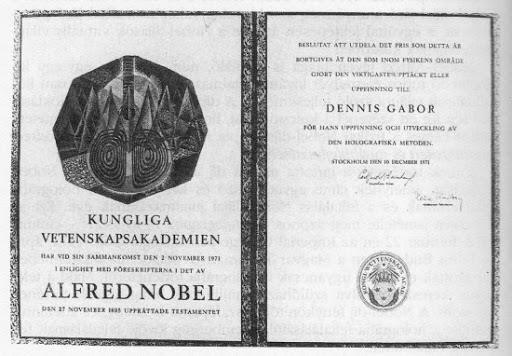 KUNGLIGA
VETENSKAPSAKADEMIEN
HAR VID SIN SAMMANKOMST DEN 2 NOVEMBER 1971
I ENLIGHET MED FÖRESKRIFTERNA I DET AV
ALFRED NOBEL
DEN 27 NOVEMBER 1895 UPPRÄTTADE TESTAMENTET
BESLUTAT ATT UTDELA DET PRIS SOM DETTA ÅR
BORTGIVES ÅT DEN SOM INOM FYSIKENS OMRÅDE
GJORT DEN VIKTIGASTE UPPTÄCKT ELLER
UPPFINNING TILL
DENNIS GABOR
FÖR HANS UPPFINNING OCH UTVECKLING AV
DEN HOLOGRAFISKA METODEN.
STOCKHOLM DEN 10 DECEMBER 1971